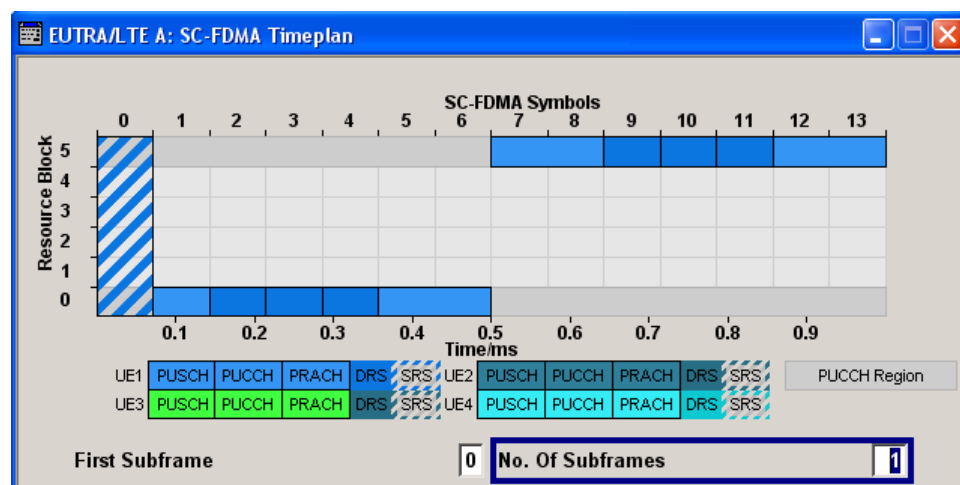 EUTRA/LTE A: SC-FDMA Timeplan
SC-FDMA Symbols
0 1 2 3 4 5 6 7 8 9 10 11 12 13
Resource Block
5
4
3
2
1
0
0.1 0.2 0.3 0.4 0.5 0.6 0.7 0.8 0.9
Time/ms
UE1 PUSCH PUCCH PRACH DRS SRS UE2 PUSCH PUCCH PRACH DRS SRS PUCCH Region
UE3 PUSCH PUCCH PRACH DRS SRS UE4 PUSCH PUCCH PRACH DRS SRS
First Subframe 0 No. Of Subframes 1